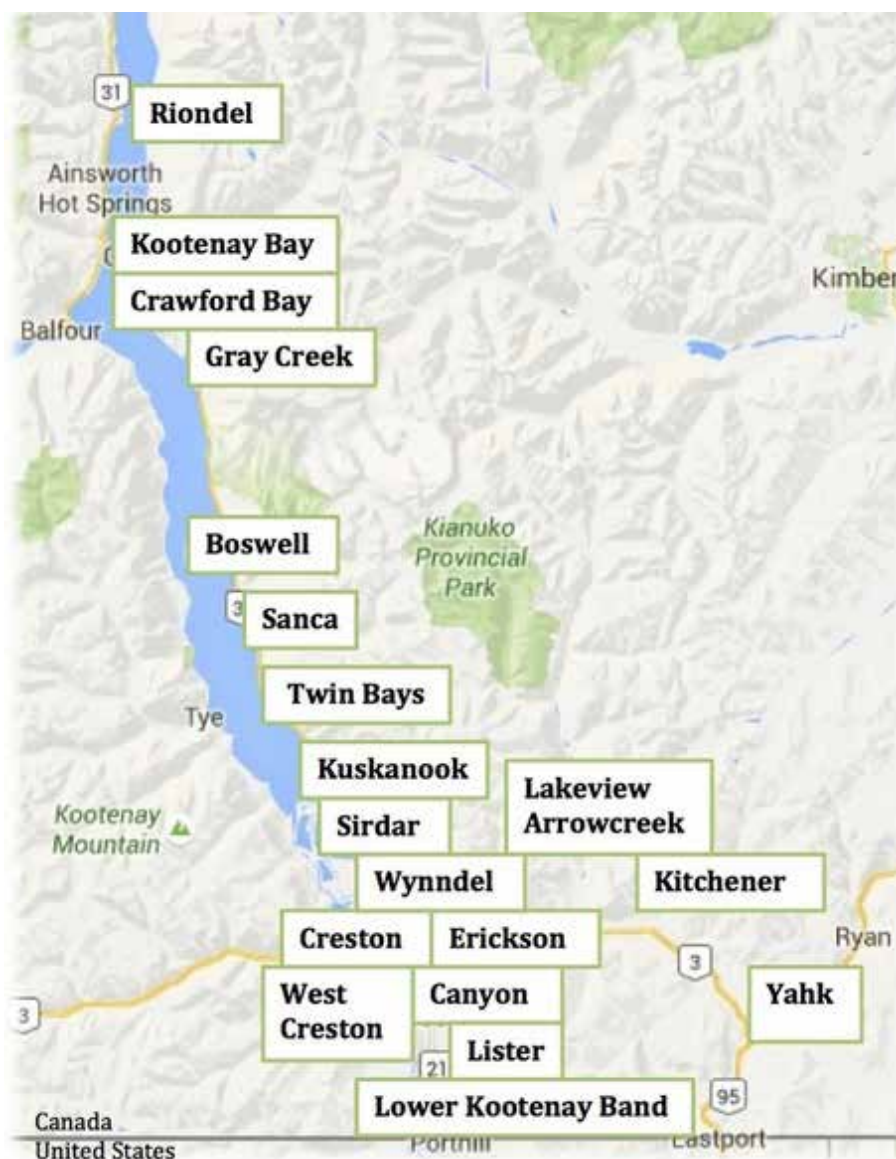 31
Riondel
Ainsworth
Hot Springs
Kootenay Bay
Crawford Bay
Kimber
Balfour
Gray Creek
Boswell
Kianuko
Provincial
Park
3
Sanca
Twin Bays
Tye
Kuskanook
Lakeview
Arrowcreek
Kootenay
Mountain
Sirdar
Wynndel
Kitchener
Creston
Erickson
Ryan
3
West
Creston
Canyon
Yahk
3
Lister
21
95
Lower Kootenay Band
Canada
United States
Porthill
Eastport